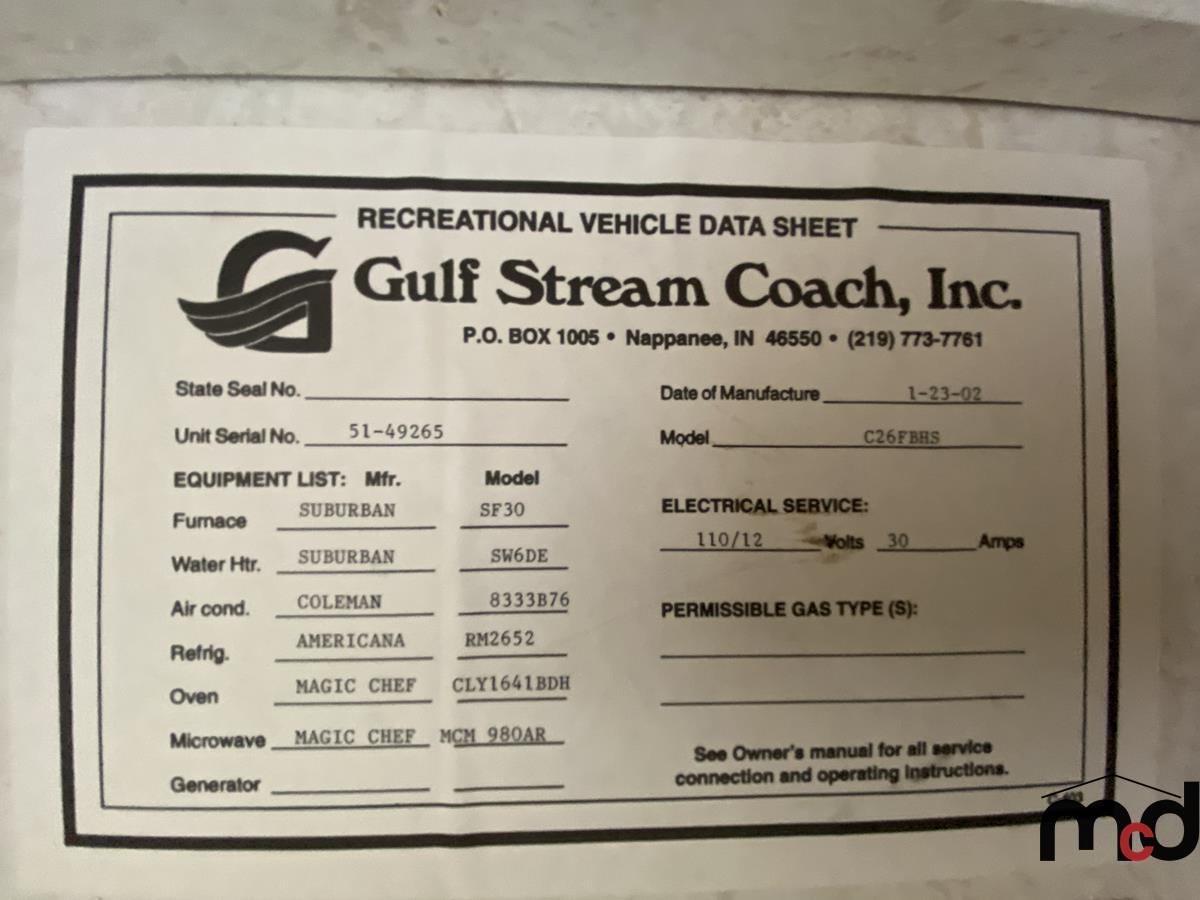 RECREATIONAL VEHICLE DATA SHEET
Gulf Stream Coach, Inc.
P.O. BOX 1005 • Nappanee, IN 46550 • (219) 773-7761
State Seal No. Date of Manufacture 1-23-02
Unit Serial No. 51-49265 Model C26FBHS
EQUIPMENT LIST: Mfr. Model
Furnace SUBURBAN SF30
ELECTRICAL SERVICE:
Water Htr. SUBURBAN SW6DE
110/12 Volts 30 Amps
Air cond. COLEMAN 8333B76
PERMISSIBLE GAS TYPE (S):
Refrig. AMERICANA RM2652
Oven MAGIC CHEF CLY1641BDH
Microwave MAGIC CHEF MCM 980AR
Generator
See Owner's manual for all service
connection and operating instructions.
mcd